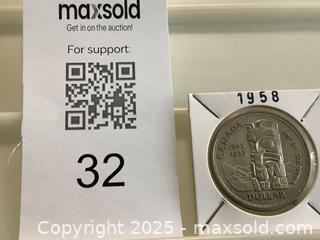 maxsold
Get in on the auction!
For support:
32
1958
CANADA
1858
1958
DOLLAR
Copyright 2025 - maxsold.com